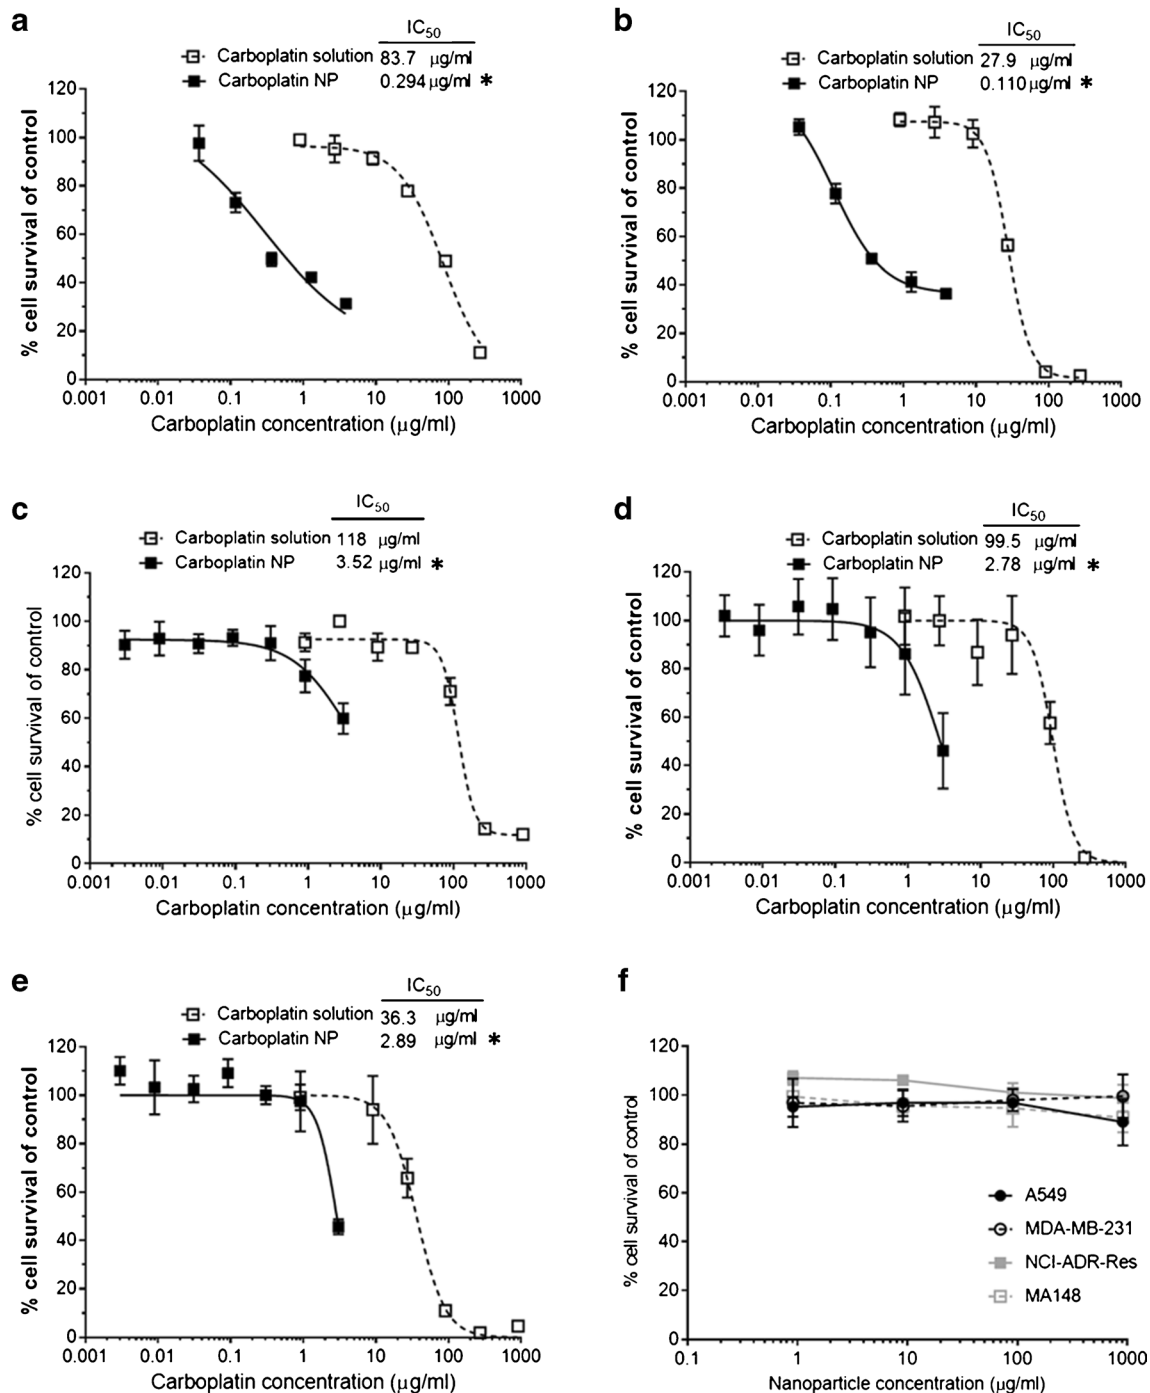 a
IC50
Carboplatin solution 83.7 μg/ml
Carboplatin NP 0.294 μg/ml *
120
100
80
60
40
20
0
% cell survival of control
0.001 0.01 0.1 1 10 100 1000
Carboplatin concentration (μg/ml)
b
IC50
Carboplatin solution 27.9 μg/ml
Carboplatin NP 0.110 μg/ml *
120
100
80
60
40
20
0
% cell survival of control
0.001 0.01 0.1 1 10 100 1000
Carboplatin concentration (μg/ml)
c
IC50
Carboplatin solution 118 μg/ml
Carboplatin NP 3.52 μg/ml *
120
100
80
60
40
20
0
% cell survival of control
0.001 0.01 0.1 1 10 100 1000
Carboplatin concentration (μg/ml)
d
IC50
Carboplatin solution 99.5 μg/ml
Carboplatin NP 2.78 μg/ml *
120
100
80
60
40
20
0
% cell survival of control
0.001 0.01 0.1 1 10 100 1000
Carboplatin concentration (μg/ml)
e
IC50
Carboplatin solution 36.3 μg/ml
Carboplatin NP 2.89 μg/ml *
120
100
80
60
40
20
0
% cell survival of control
0.001 0.01 0.1 1 10 100 1000
Carboplatin concentration (μg/ml)
f
120
100
80
60
40
20
0
% cell survival of control
A549
MDA-MB-231
NCI-ADR-Res
MA148
0.1 1 10 100 1000
Nanoparticle concentration (μg/ml)